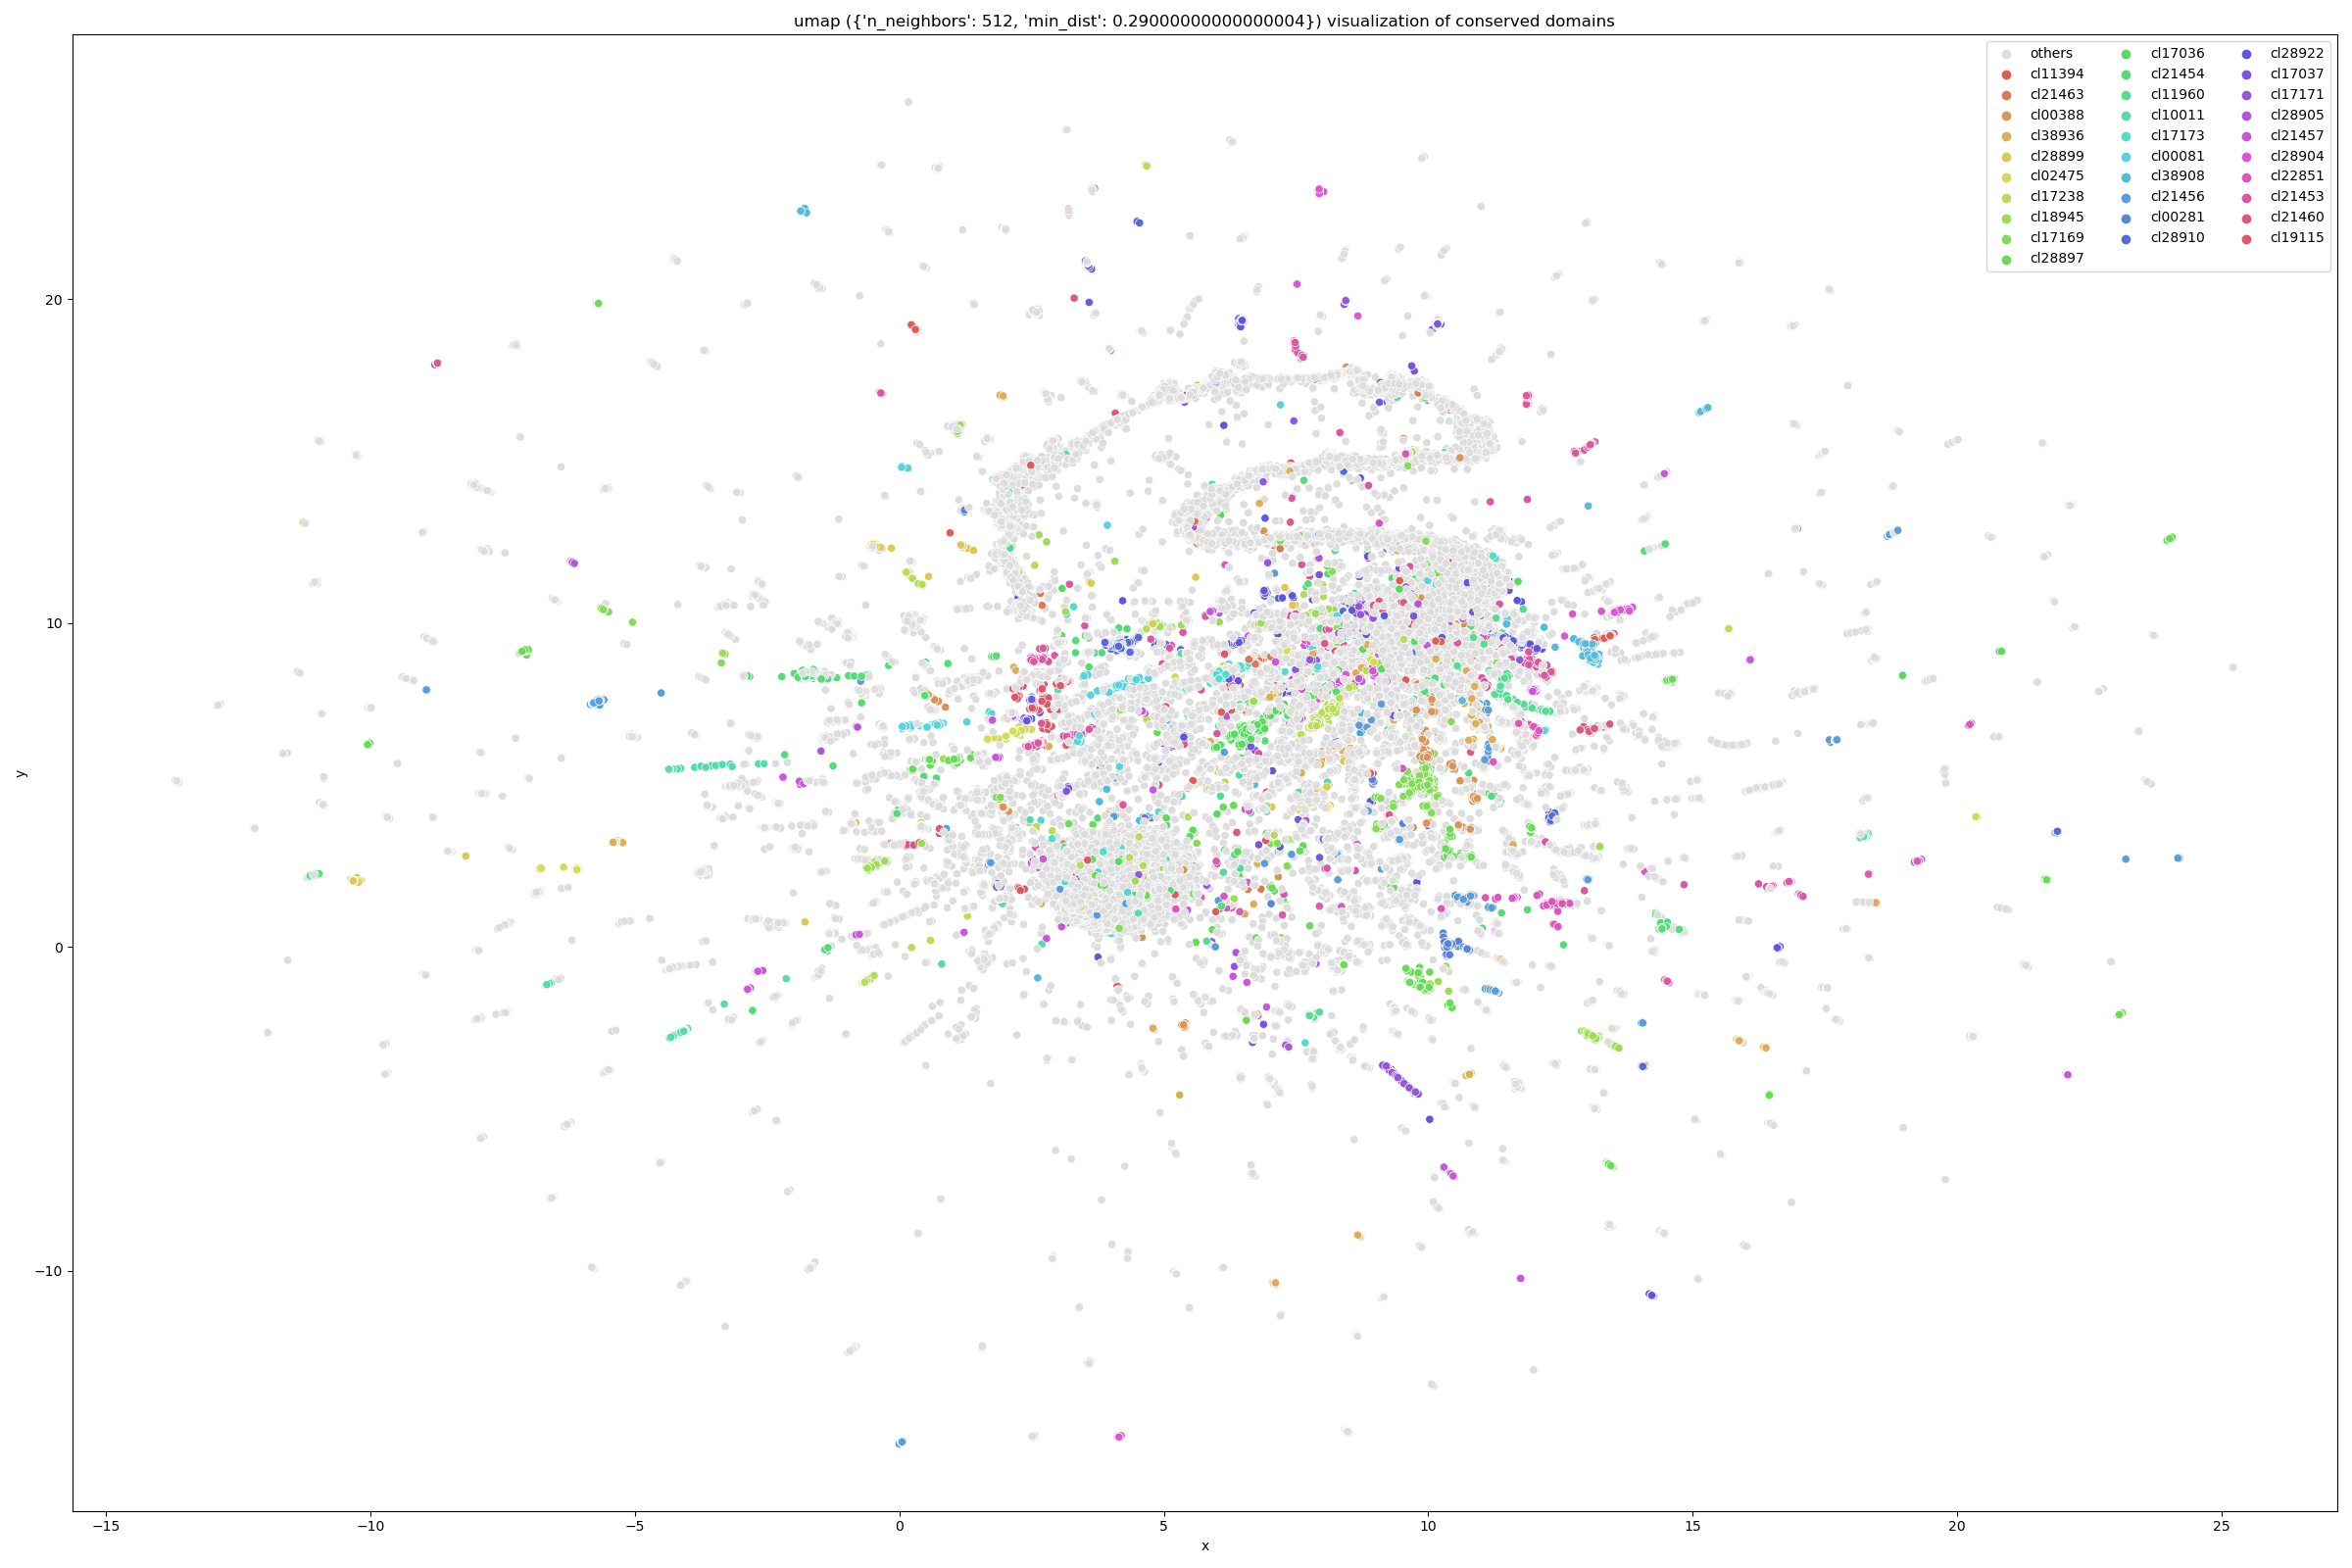 umap ({'n_neighbors': 512, 'min_dist': 0.29000000000000004}) visualization of conserved domains
others
cl11394
cl21463
cl00388
cl38936
cl28899
cl02475
cl17238
cl18945
cl17169
cl28897
cl17036
cl21454
cl11960
cl10011
cl17173
cl00081
cl38908
cl21456
cl00281
cl28910
cl28922
cl17037
cl17171
cl28905
cl21457
cl28904
cl22851
cl21453
cl21460
cl19115
y
20
10
0
−10
−15
−10
−5
0
5
10
15
20
25
x